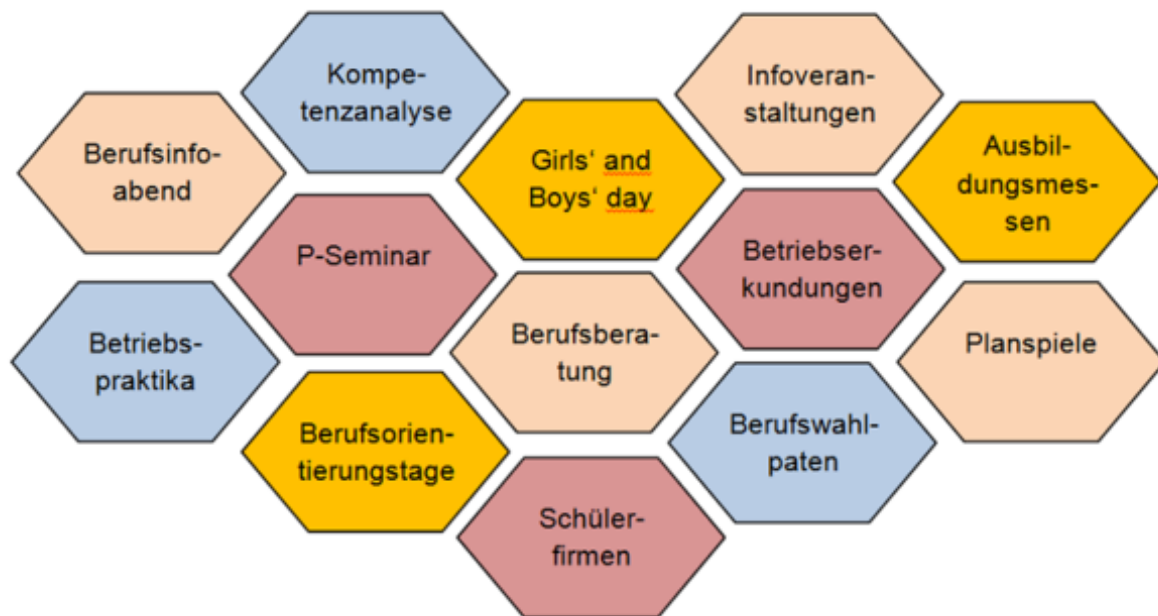 Kompe-
tenzanalyse
Infoveran-
staltungen
Berufsinfo-
abend
Girls‘ and
Boys‘ day
Ausbil-
dungsmes-
sen
P-Seminar
Betriebser-
kundungen
Betriebs-
praktika
Berufsbera-
tung
Planspiele
Berufsorien-
tierungstage
Berufswahl-
paten
Schüler-
firmen